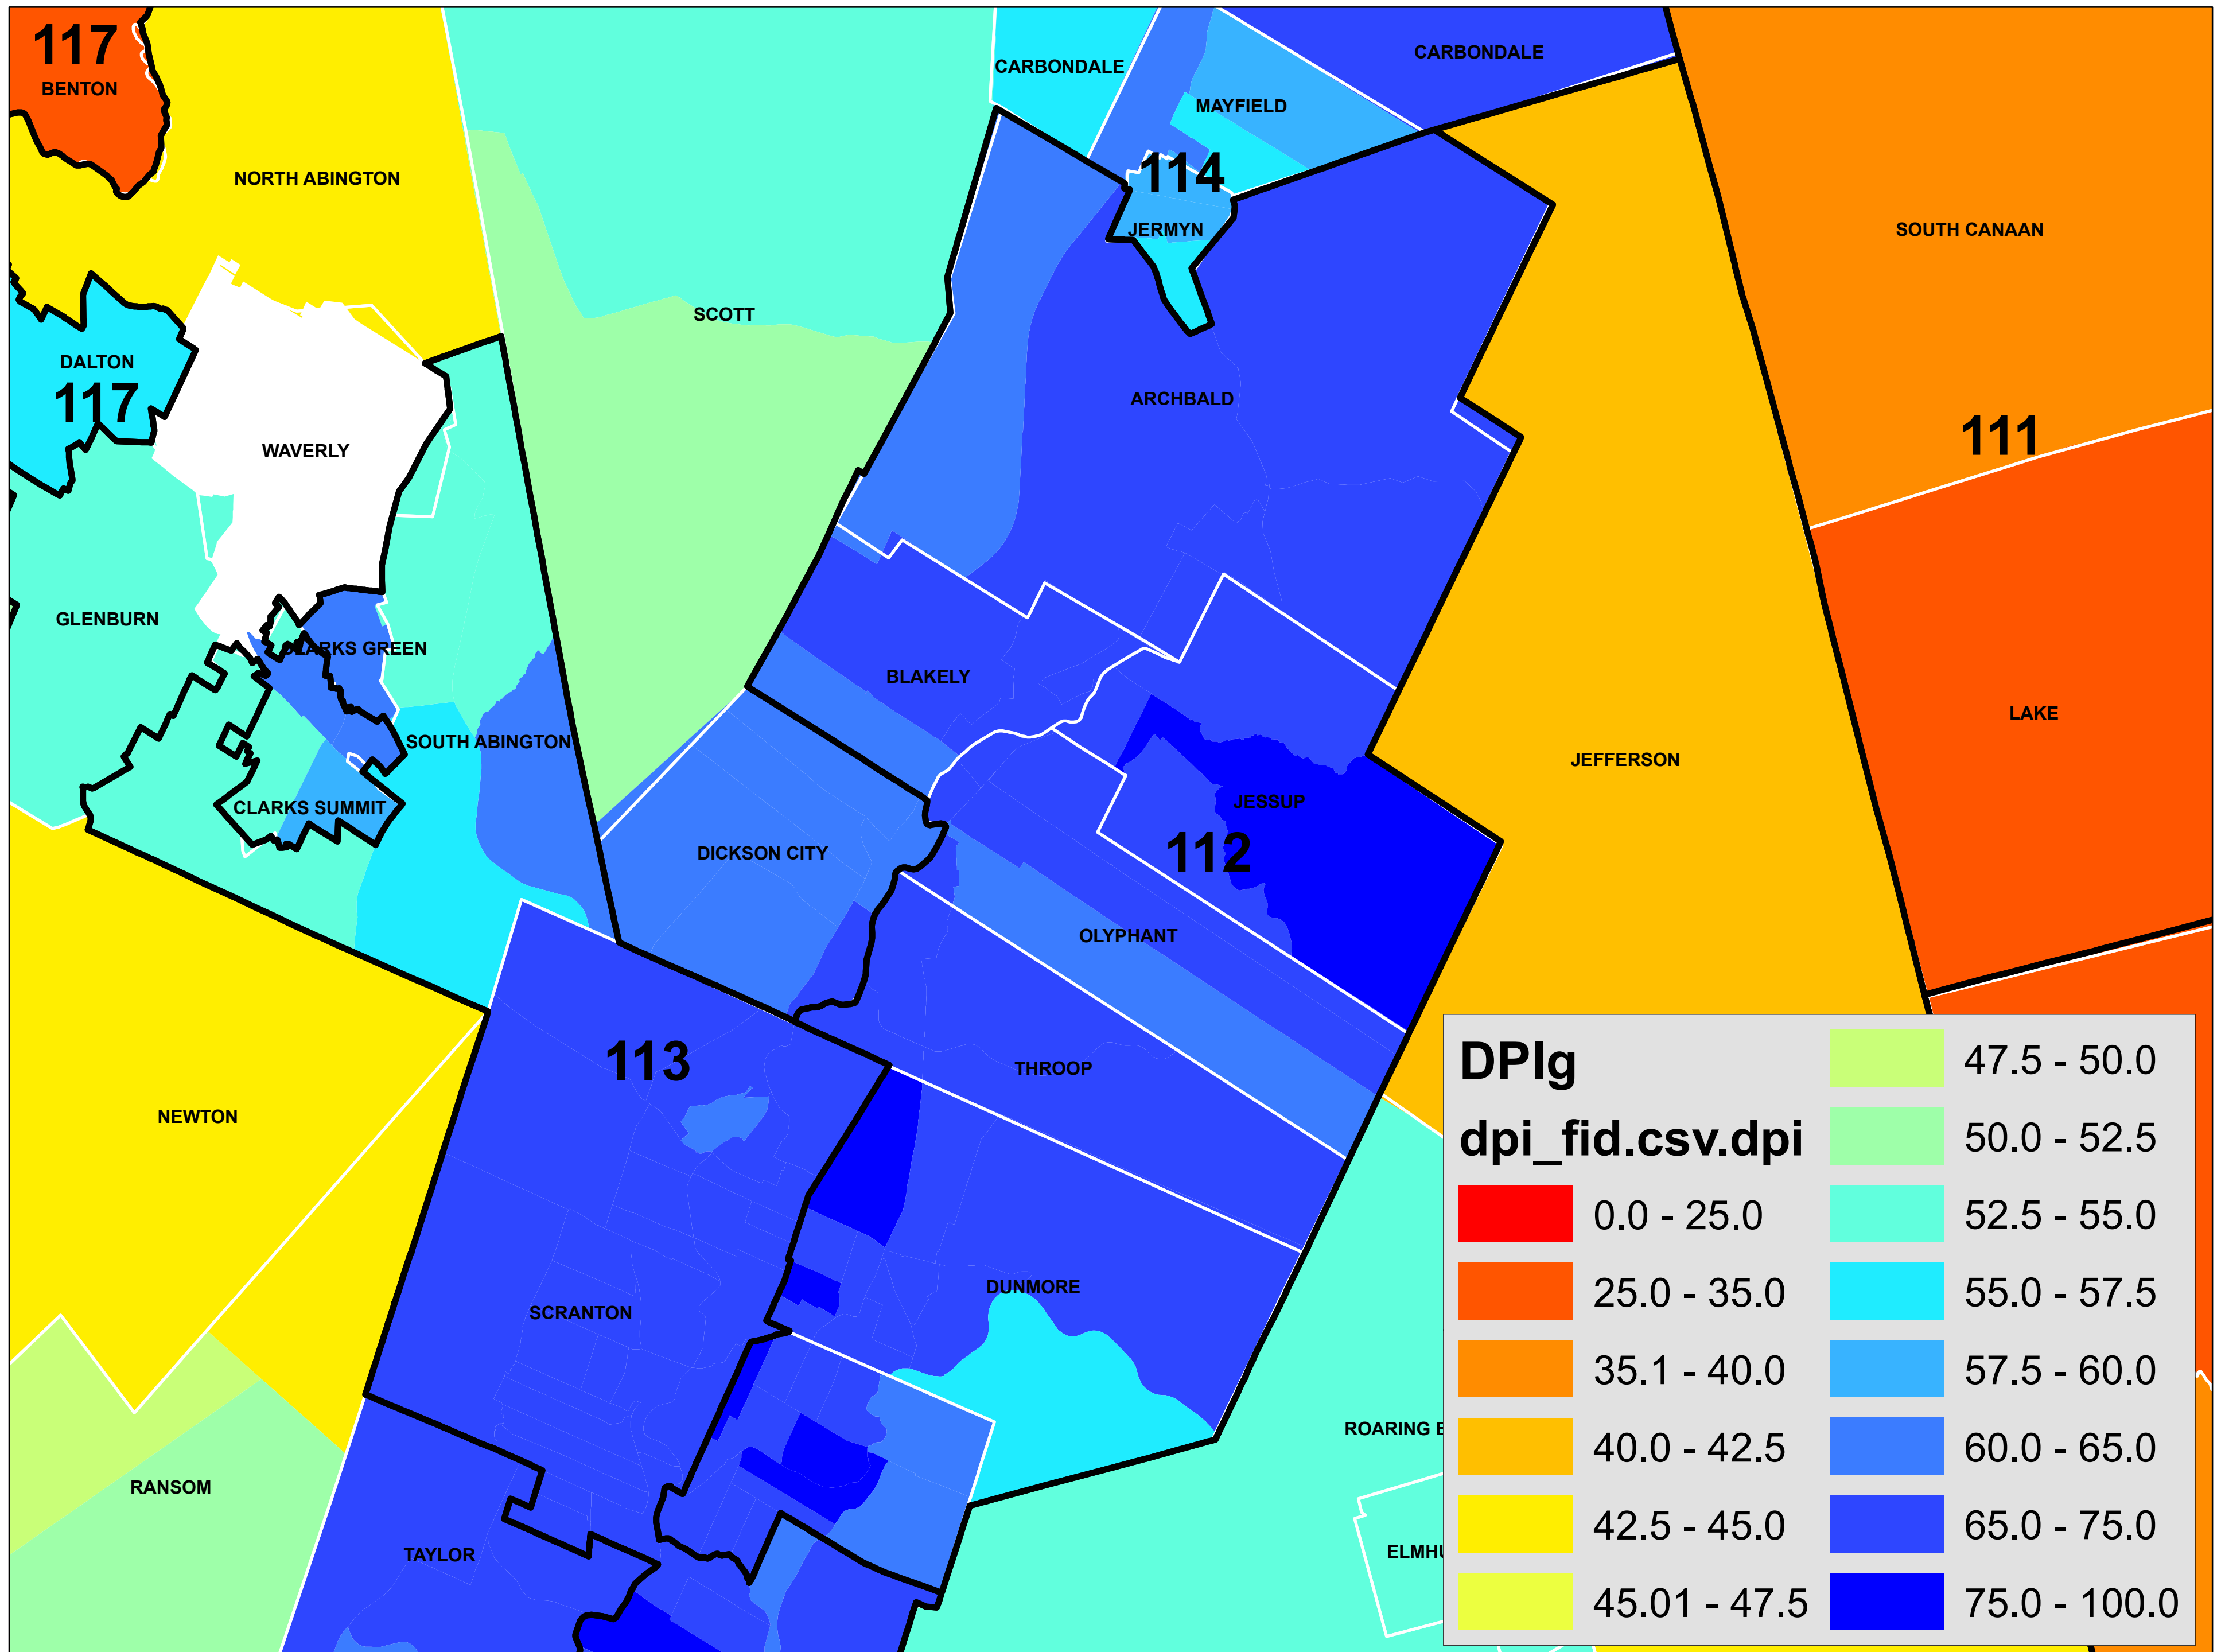 117
BENTON
CARBONDALE
CARBONDALE
MAYFIELD
NORTH ABINGTON
114
JERMYN
SOUTH CANAAN
SCOTT
DALTON
117
ARCHBALD
WAVERLY
111
GLENBURN
CLARKS GREEN
BLAKELY
LAKE
SOUTH ABINGTON
JEFFERSON
CLARKS SUMMIT
JESSUP
DICKSON CITY
112
OLYPHANT
113
THROOP
NEWTON
DUNMORE
SCRANTON
ROARING B
RANSOM
TAYLOR
ELMHU
DPIg
dpi_fid.csv.dpi
0.0 - 25.0
25.0 - 35.0
35.1 - 40.0
40.0 - 42.5
42.5 - 45.0
45.01 - 47.5
47.5 - 50.0
50.0 - 52.5
52.5 - 55.0
55.0 - 57.5
57.5 - 60.0
60.0 - 65.0
65.0 - 75.0
75.0 - 100.0